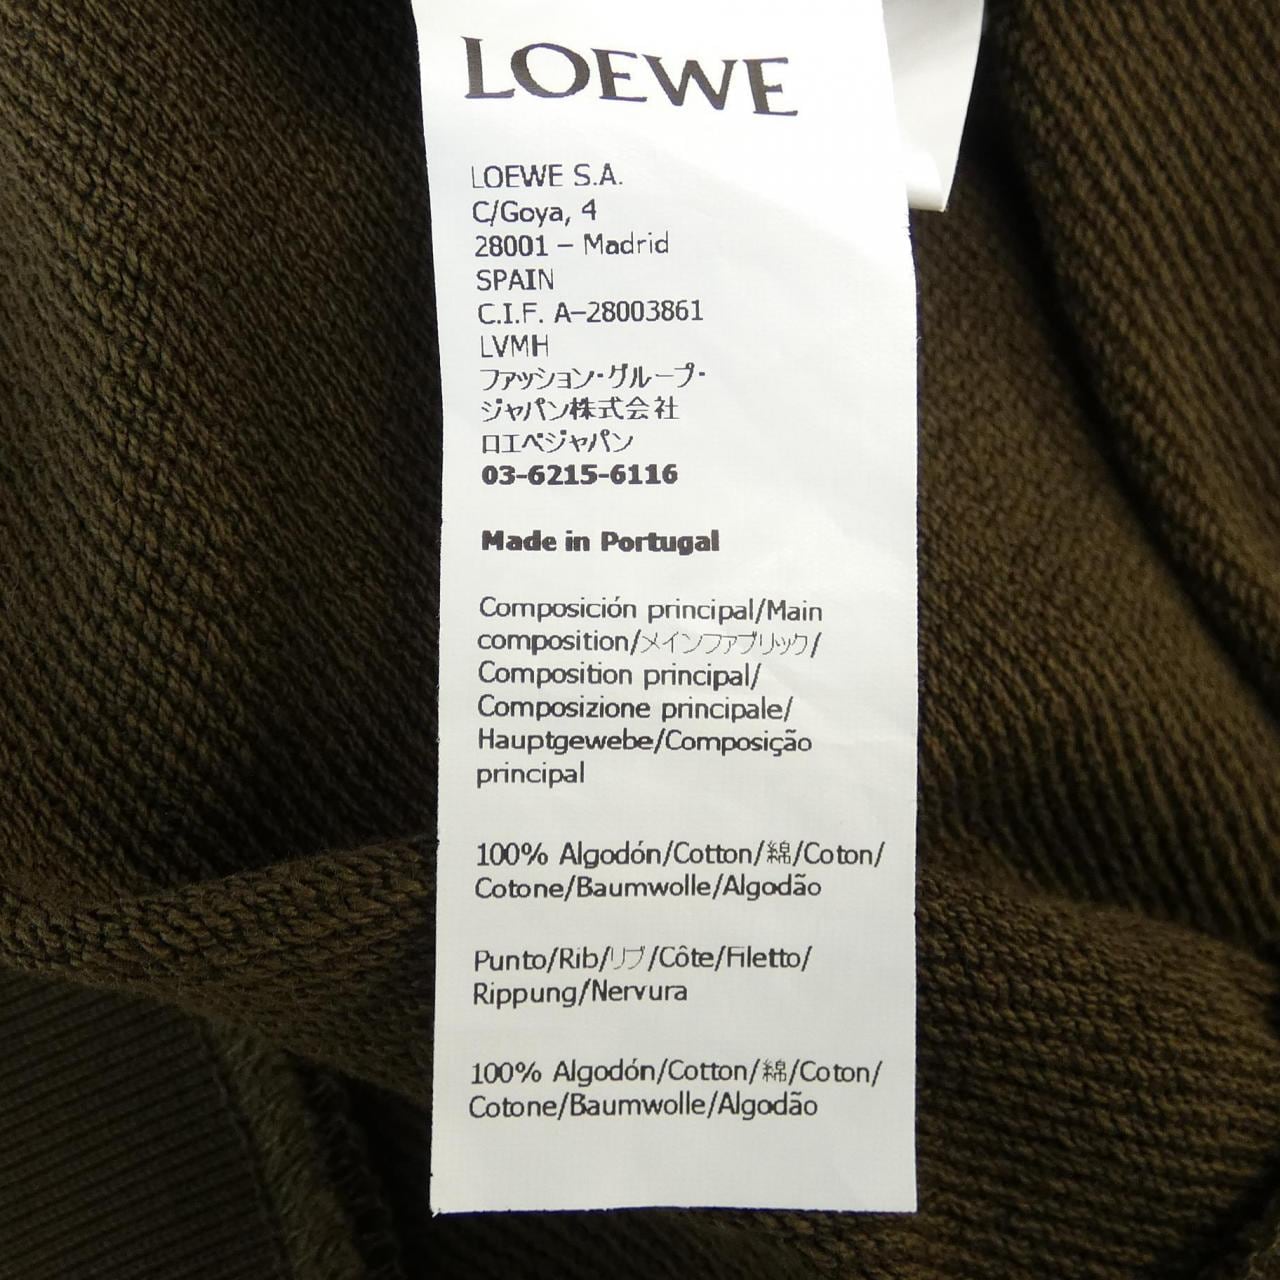 LOEWE
LOEWE S.A.
C/Goya, 4
28001 – Madrid
SPAIN
C.I.F. A–28003861
LVMH
ファッション・グループ・
ジャパン株式会社
ロエベジャパン
03-6215-6116
Made in Portugal
Composición principal/Main
composition/メインファブリック/
Composition principal/
Composizione principale/
Hauptgewebe/Composição
principal
100% Algodón/Cotton/綿/Coton/
Cotone/Baumwolle/Algodão
Punto/Rib/リブ/Côte/Filetto/
Rippung/Nervura
100% Algodón/Cotton/綿/Coton/
Cotone/Baumwolle/Algodão